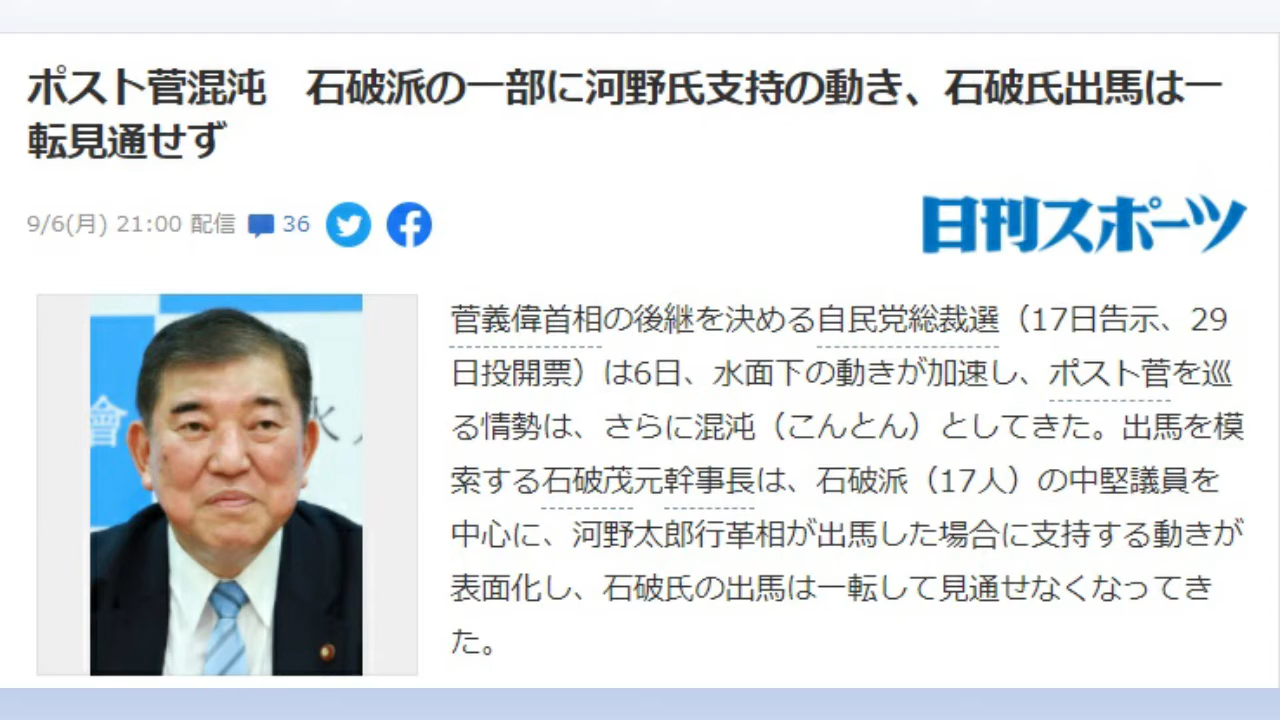 ポスト菅混沌　石破派の一部に河野氏支持の動き、石破氏出馬は一
転見通せず
9/6(月) 21:00 配信 36
日刊スポーツ
菅義偉首相の後継を決める自民党総裁選（17日告示、29
日投開票）は6日、水面下の動きが加速し、ポスト菅を巡
る情勢は、さらに混沌（こんとん）としてきた。出馬を模
索する石破茂元幹事長は、石破派（17人）の中堅議員を
中心に、河野太郎行革相が出馬した場合に支持する動きが
表面化し、石破氏の出馬は一転して見通せなくなってき
た。
會